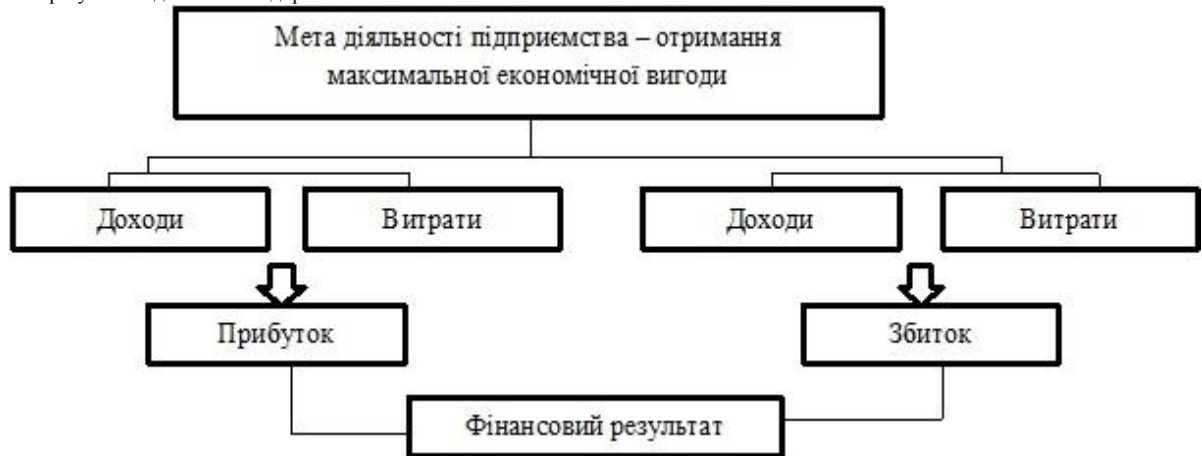 Мета діяльності підприємства – отримання
максимальної економічної вигоди
Доходи Витрати Доходи Витрати
Прибуток Збиток
Фінансовий результат